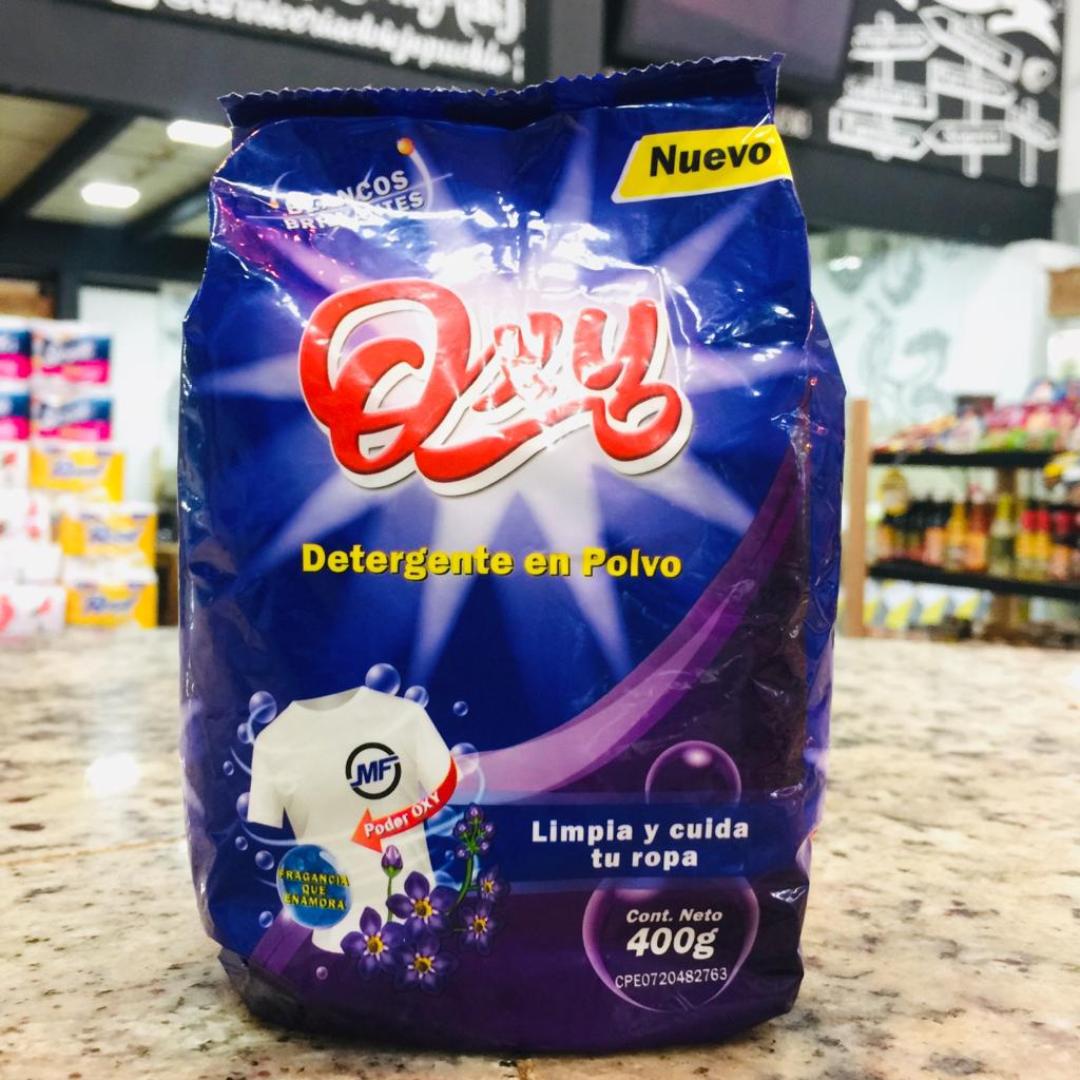 Nuevo
BLANCOS
BRILLANTES
Oxy
Detergente en Polvo
MF
Poder OXY
FRAGANCIA
QUE
ENAMORA
Limpia y cuida
tu ropa
Cont. Neto
400g
CPE0720482763